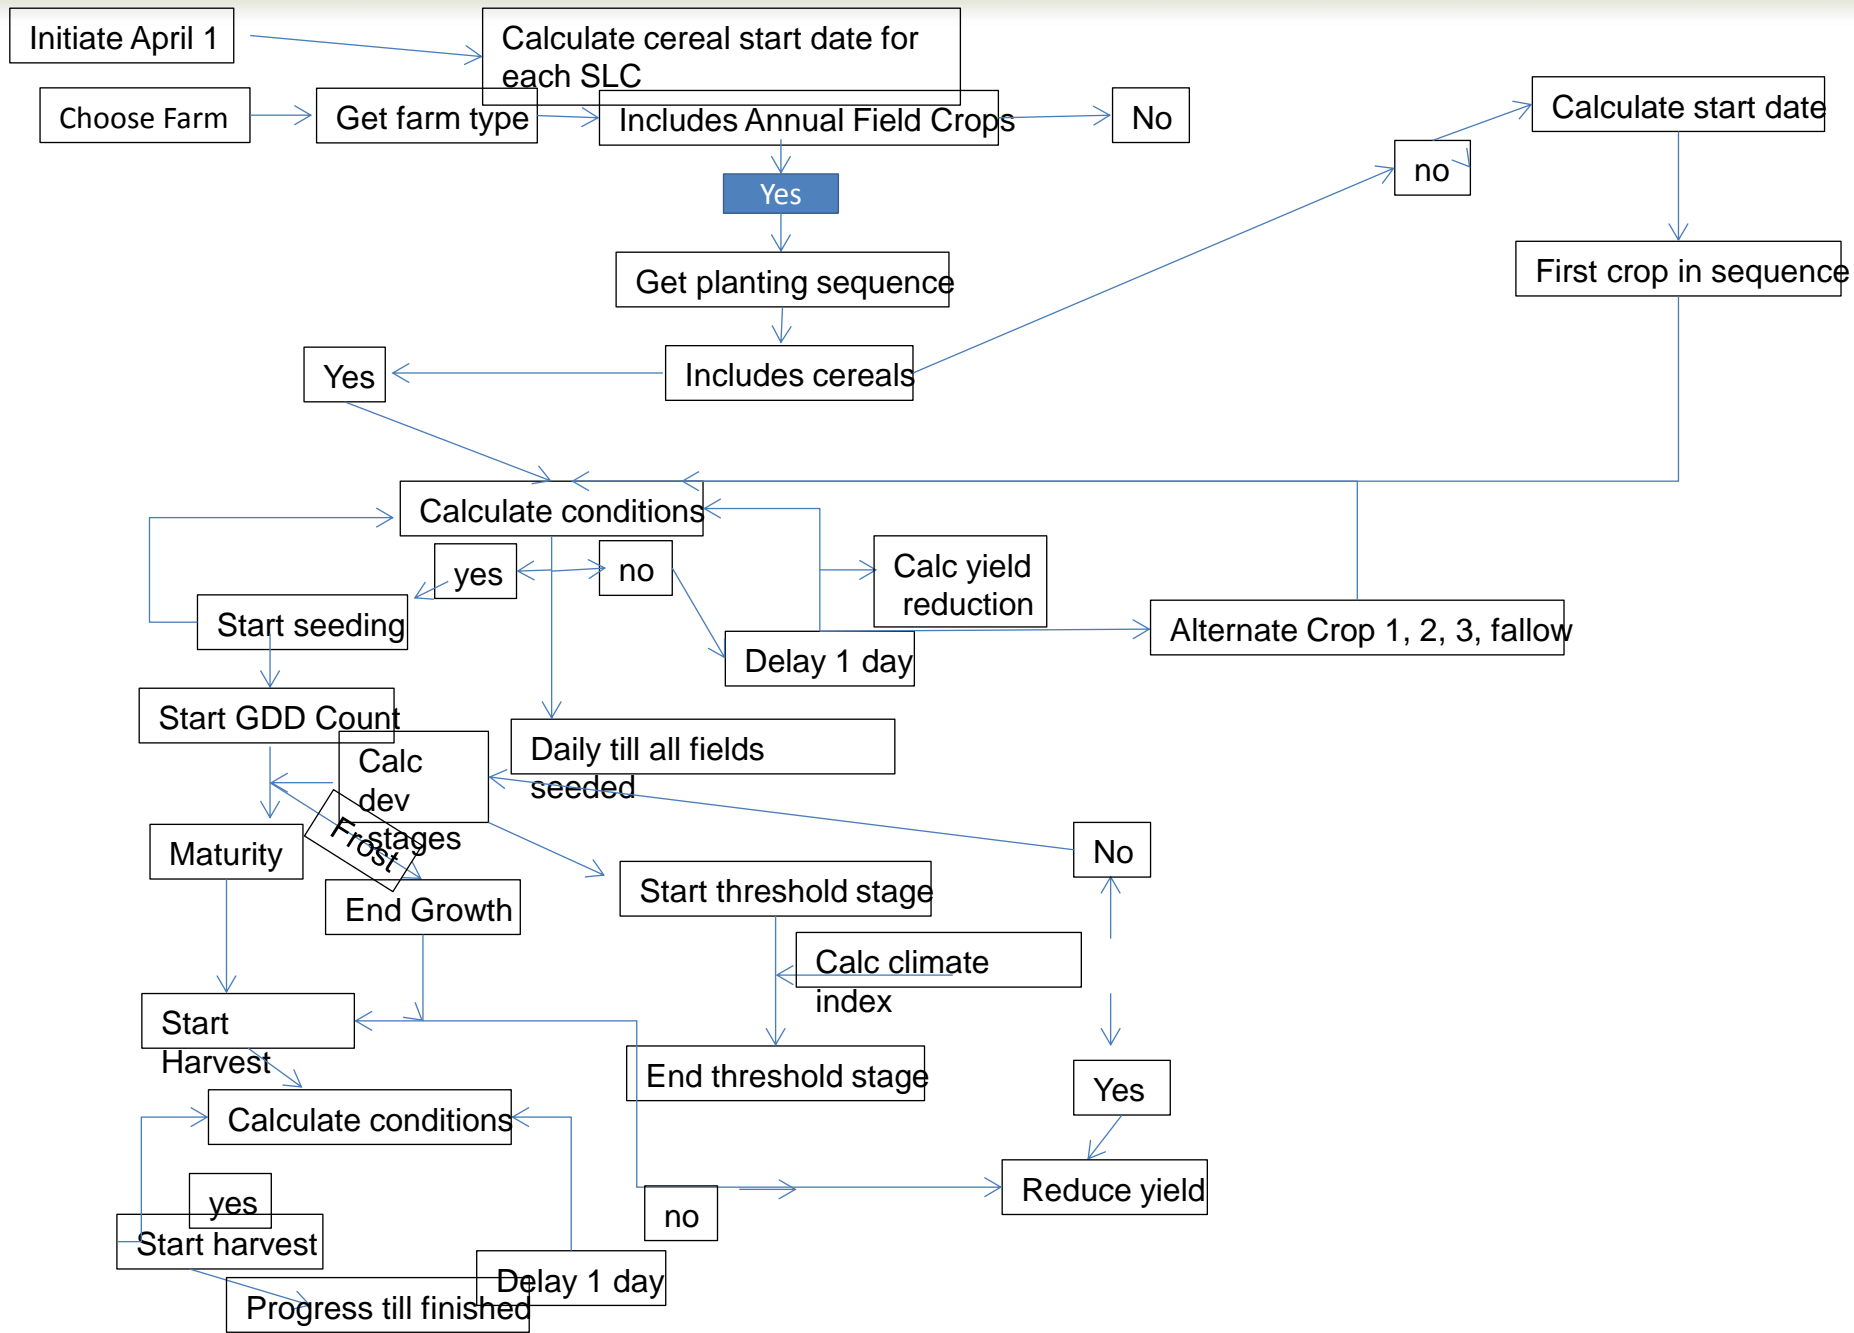 Initiate April 1
Calculate cereal start date for
each SLC
Choose Farm
Get farm type
Includes Annual Field Crops
No
Calculate start date
no
Yes
Get planting sequence
First crop in sequence
Yes
Includes cereals
Calculate conditions
yes
no
Calc yield
reduction
Start seeding
Delay 1 day
Alternate Crop 1, 2, 3, fallow
Start GDD Count
Calc
dev
stages
Daily till all fields
seeded
Frost
Maturity
No
Start threshold stage
End Growth
Calc climate
index
Start
Harvest
End threshold stage
Yes
Calculate conditions
yes
no
Reduce yield
Start harvest
Delay 1 day
Progress till finished